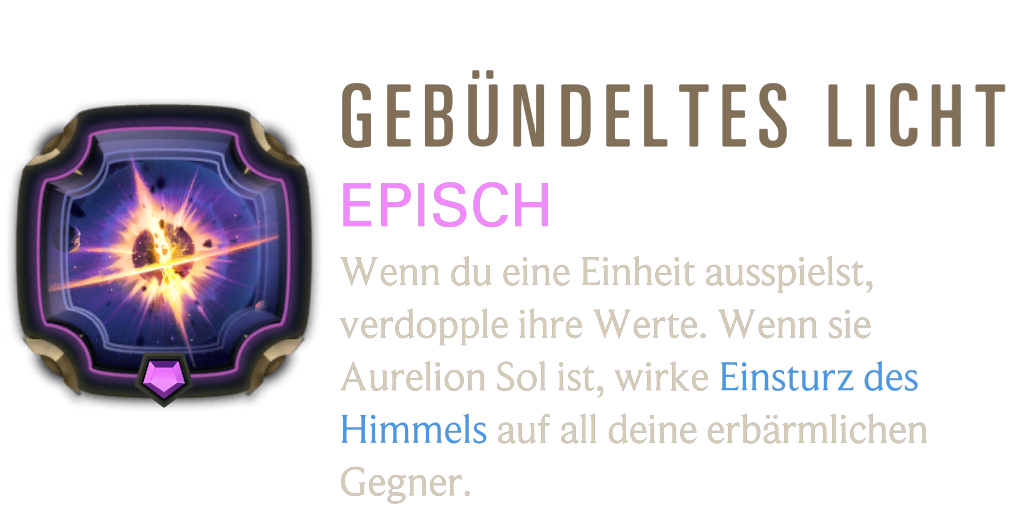 GEBÜNDELTES LICHT
EPISCH
Wenn du eine Einheit ausspielst,
verdopple ihre Werte. Wenn sie
Aurelion Sol ist, wirke Einsturz des
Himmels auf all deine erbärmlichen
Gegner.